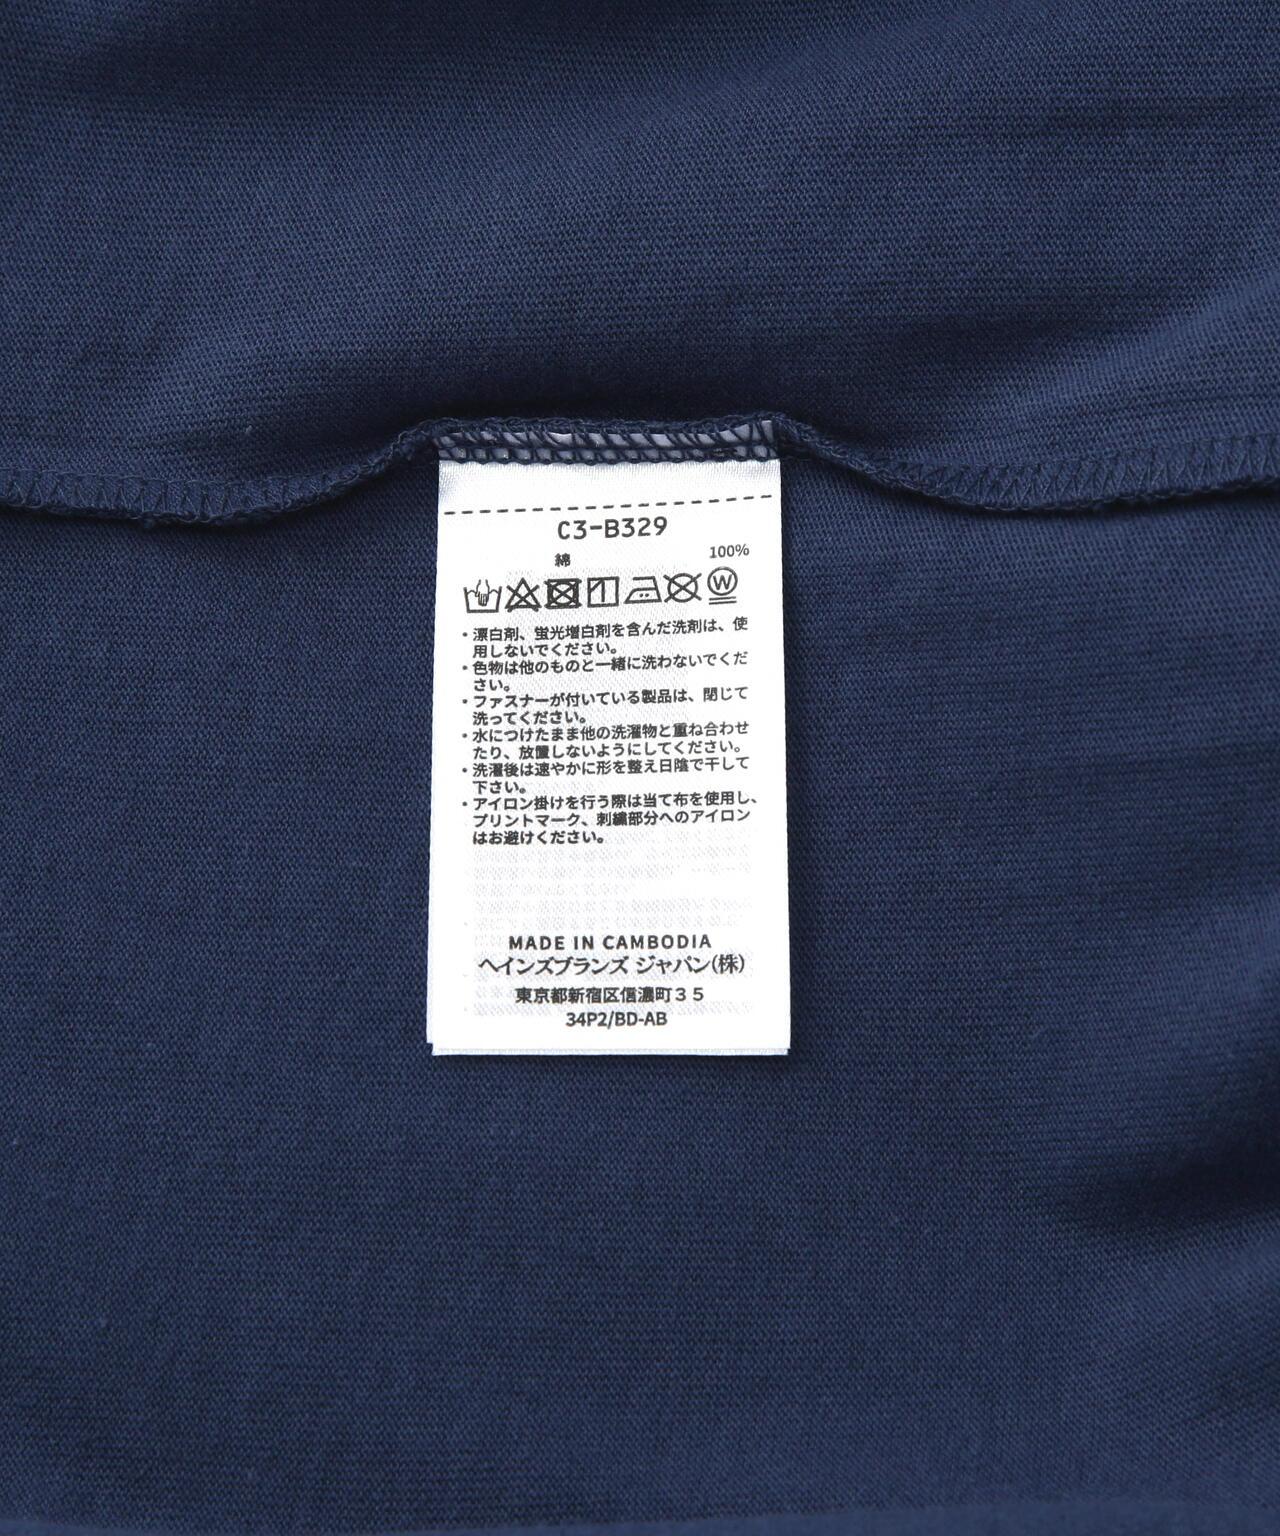 C3-B329
綿 100%
W
・漂白剤、蛍光増白剤を含んだ洗剤は、使
用しないでください。
・色物は他のものと一緒に洗わないでくだ
さい。
・ファスナーが付いている製品は、閉じて
洗ってください。
・水につけたまま他の洗濯物と重ね合わせ
たり、放置しないようにしてください。
・洗濯後は速やかに形を整え日陰で干して
下さい。
・アイロン掛けを行う際は当て布を使用し、
プリントマーク、刺繍部分へのアイロン
はお避けください。
MADE IN CAMBODIA
ヘインズブランズ ジャパン(株)
東京都新宿区信濃町35
34P2/BD-AB